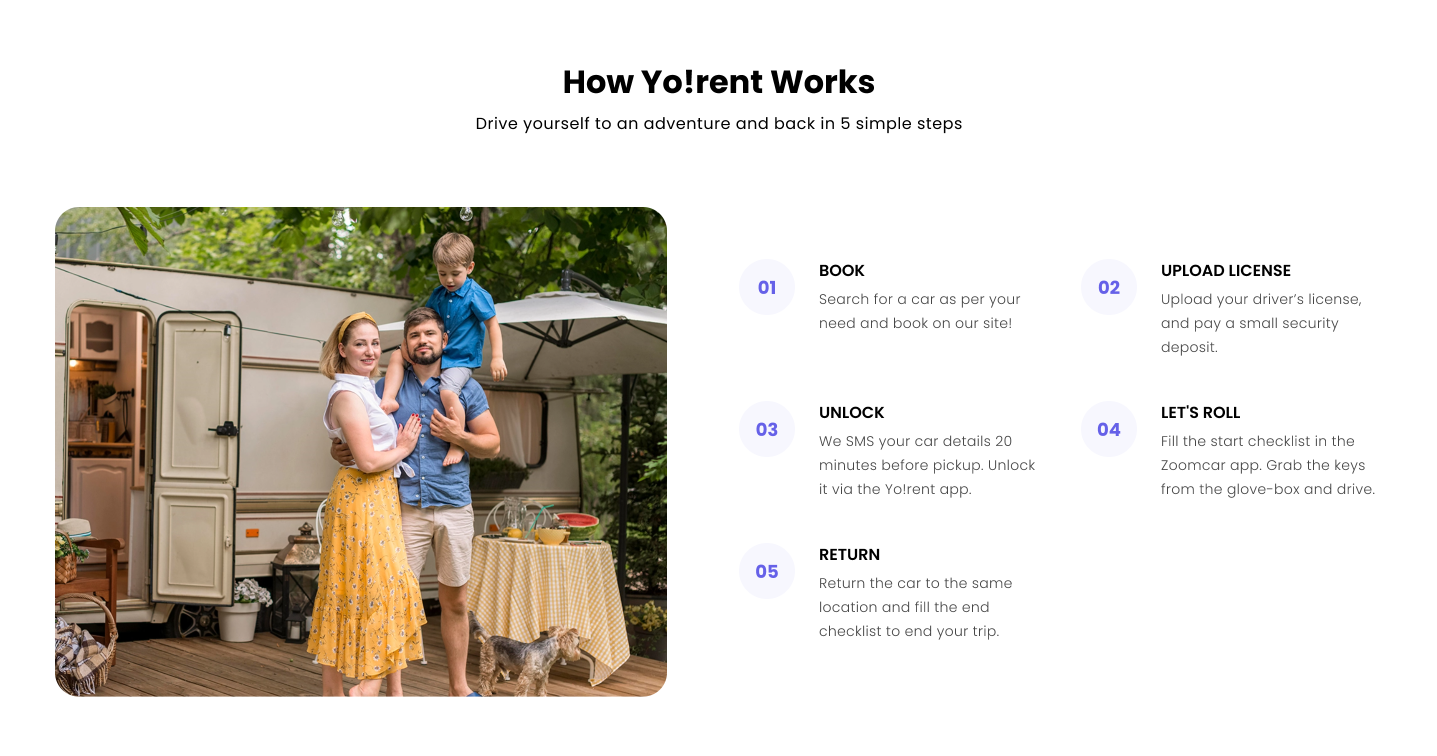 How Yo!rent Works
Drive yourself to an adventure and back in 5 simple steps
01
BOOK
Search for a car as per your
need and book on our site!
02
UPLOAD LICENSE
Upload your driver’s license,
and pay a small security
deposit.
03
UNLOCK
We SMS your car details 20
minutes before pickup. Unlock
it via the Yo!rent app.
04
LET'S ROLL
Fill the start checklist in the
Zoomcar app. Grab the keys
from the glove-box and drive.
05
RETURN
Return the car to the same
location and fill the end
checklist to end your trip.